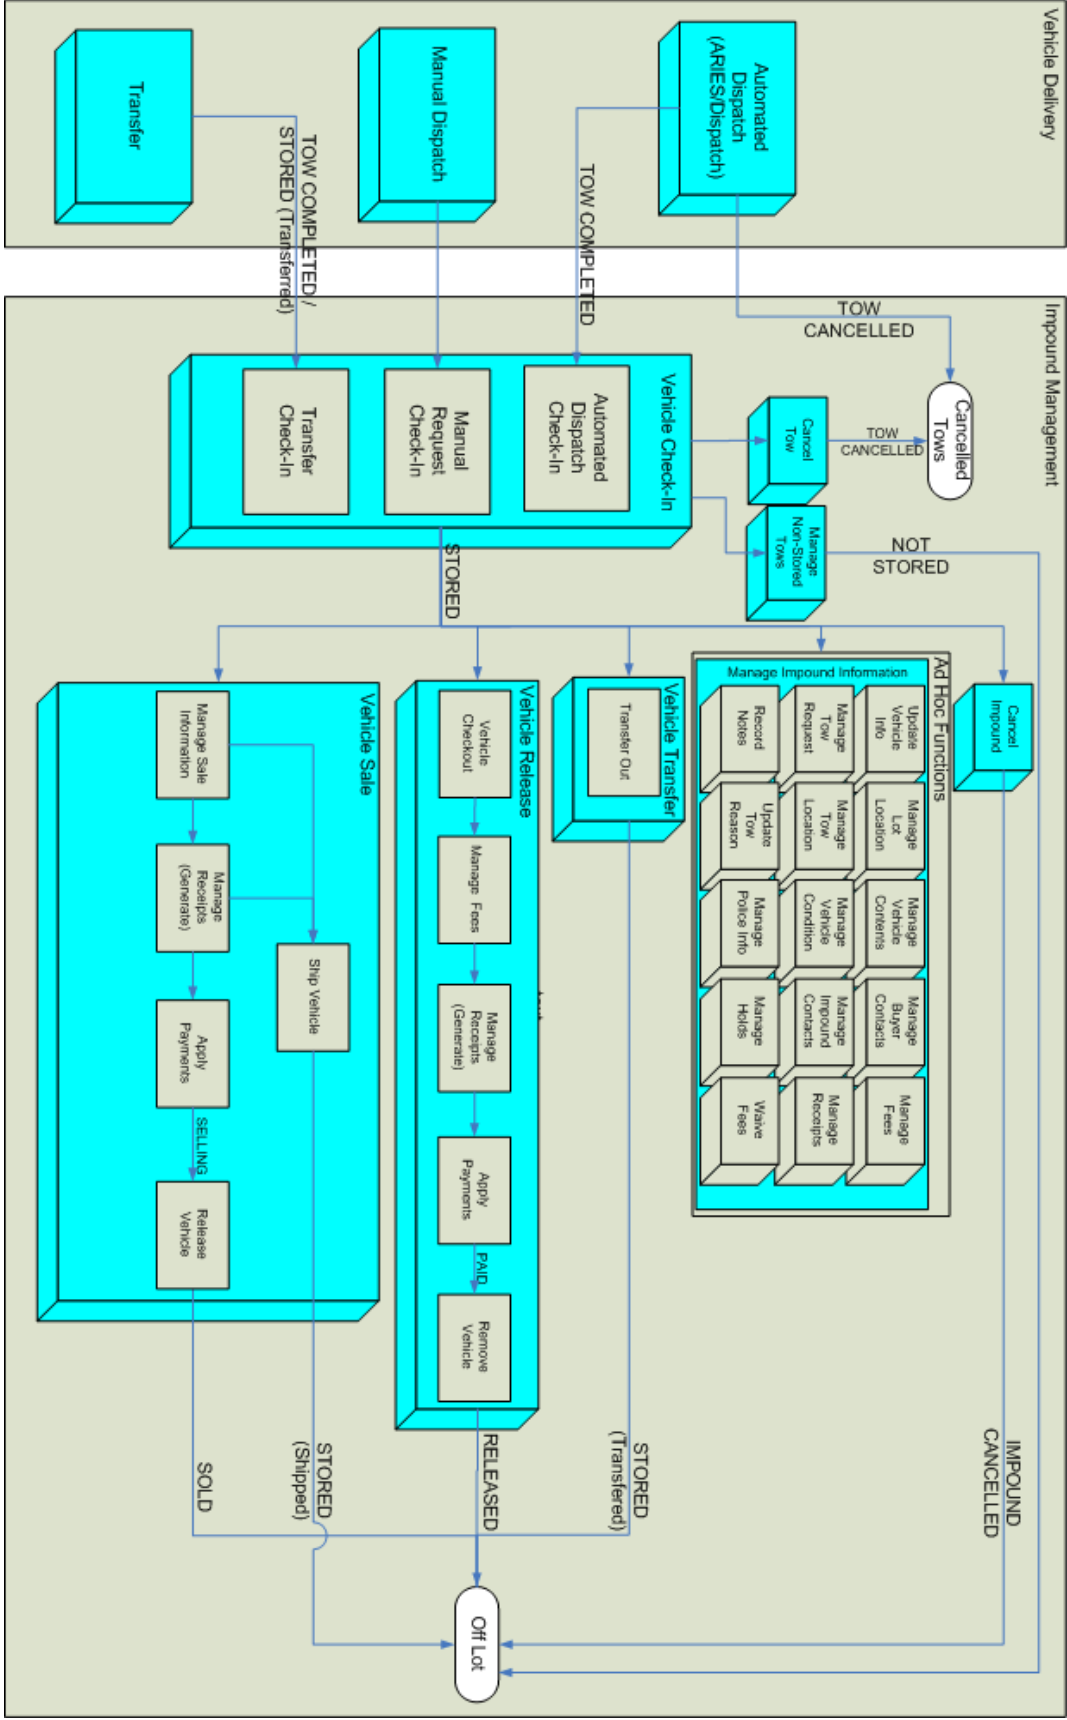 Vehicle Delivery
Automated
Dispatch
(ARIES/Dispatch)
Manual Dispatch
Transfer
TOW COMPLETED
TOW COMPLETED /
STORED (Transferred)
Impound Management
TOW
CANCELLED
Cancelled
Tows
Cancel
Tow
TOW
CANCELLED
Manage
Non-Stored
Tows
NOT
STORED
Vehicle Check-In
Automated
Dispatch
Check-In
Manual
Request
Check-In
Transfer
Check-In
STORED
Cancel
Impound
IMPOUND
CANCELLED
Ad Hoc Functions
Manage Impound Information
Update
Vehicle
Info
Manage
Lot
Location
Manage
Vehicle
Contents
Manage
Buyer
Contacts
Manage
Fees
Manage
Tow
Request
Manage
Tow
Location
Manage
Vehicle
Condition
Manage
Impound
Contacts
Manage
Receipts
Record
Notes
Update
Tow
Reason
Manage
Police Info
Manage
Holds
Waive
Fees
Vehicle Transfer
Transfer Out
STORED
(Transfered)
Vehicle Release
Vehicle
Checkout
Manage Fees
Manage
Receipts
(Generate)
Apply
Payments
PAID
Remove
Vehicle
RELEASED
Vehicle Sale
Manage Sale
Information
Manage
Receipts
(Generate)
Ship Vehicle
Apply
Payments
SELLING
Release
Vehicle
STORED
(Shipped)
SOLD
Off Lot